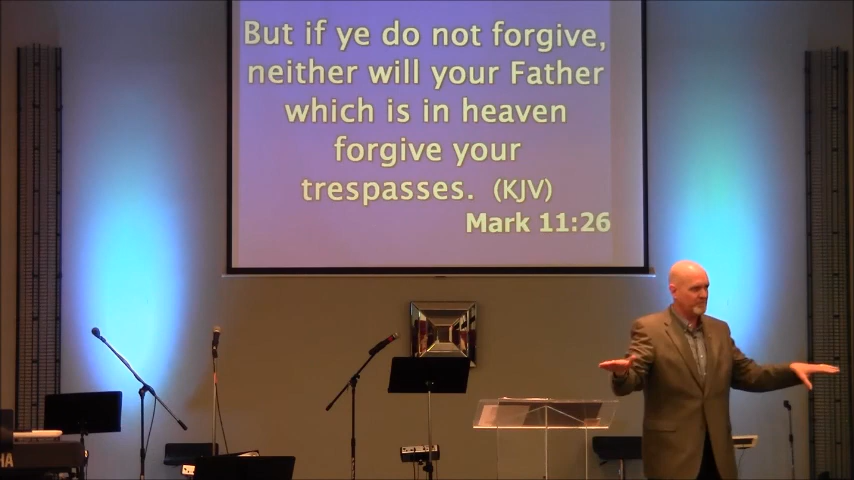 But if ye do not forgive,
neither will your Father
which is in heaven
forgive your
trespasses. (KJV)
Mark 11:26
HA